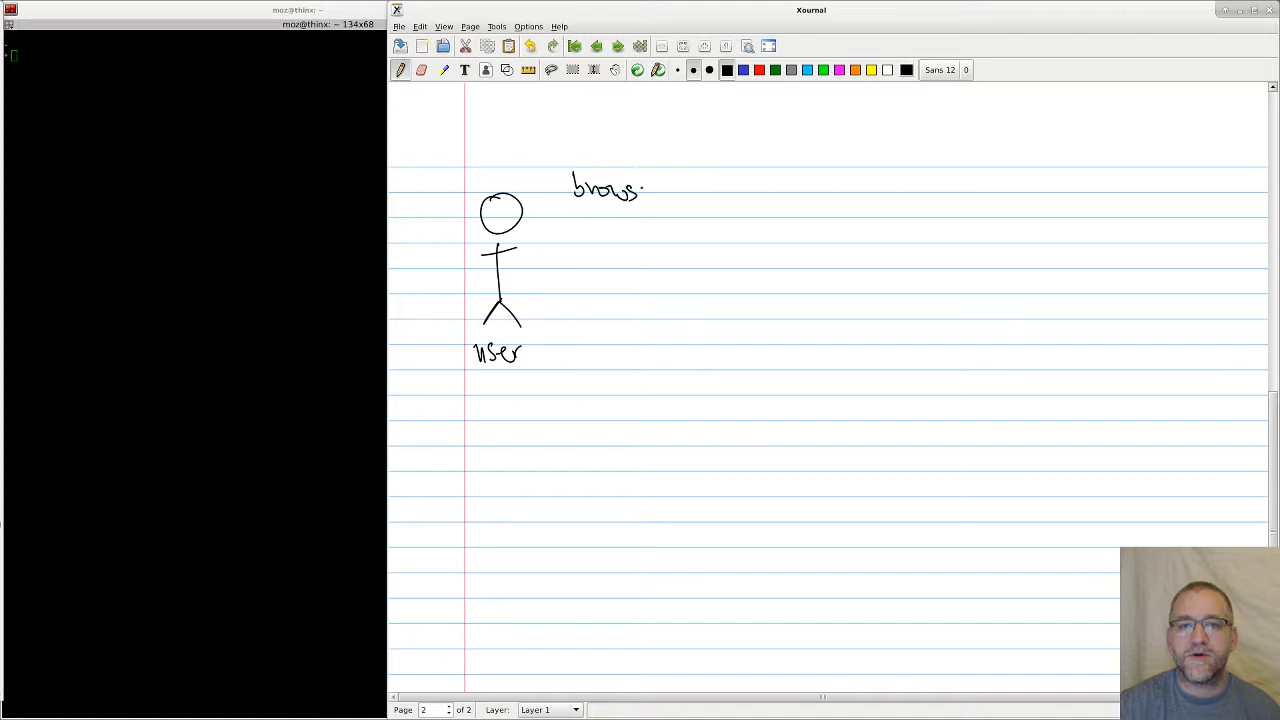 moz@thinx: ~
Xournal
moz@thinx: ~ 134x68
File Edit View Page Tools Options Help
Sans 12 0
brows.
user
Page 2 of 2 Layer: Layer 1